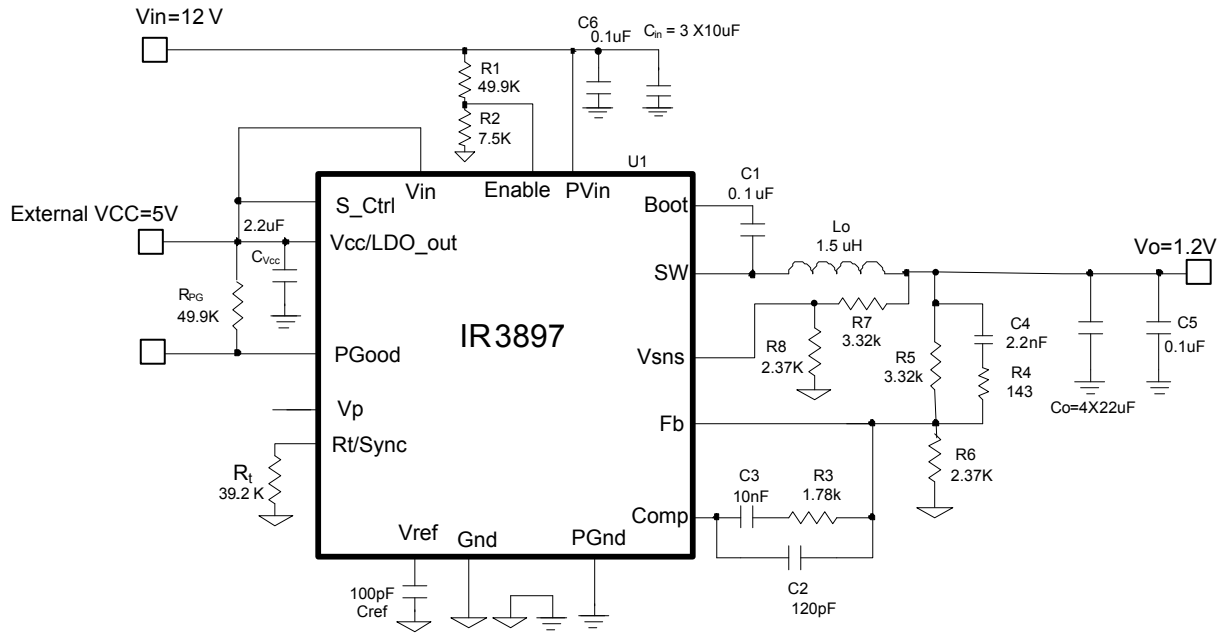 Vin=12 V
C6
0.1uF
Cin = 3 X10uF
R1
49.9K
R2
7.5K
U1
Vin
Enable
PVin
C1
0.1uF
S_Ctrl
Boot
External VCC=5V
2.2uF
CVcc
Vcc/LDO_out
Lo
1.5 uH
Vo=1.2V
SW
RPG
49.9K
IR3897
R7
3.32k
R8
2.37K
C4
2.2nF
C5
0.1uF
PGood
Vsns
R5
3.32k
R4
143
Co=4X22uF
Vp
Fb
Rt/Sync
Rt
39.2 K
R6
2.37K
C3
10nF
R3
1.78k
Comp
Vref
Gnd
PGnd
100pF
Cref
C2
120pF